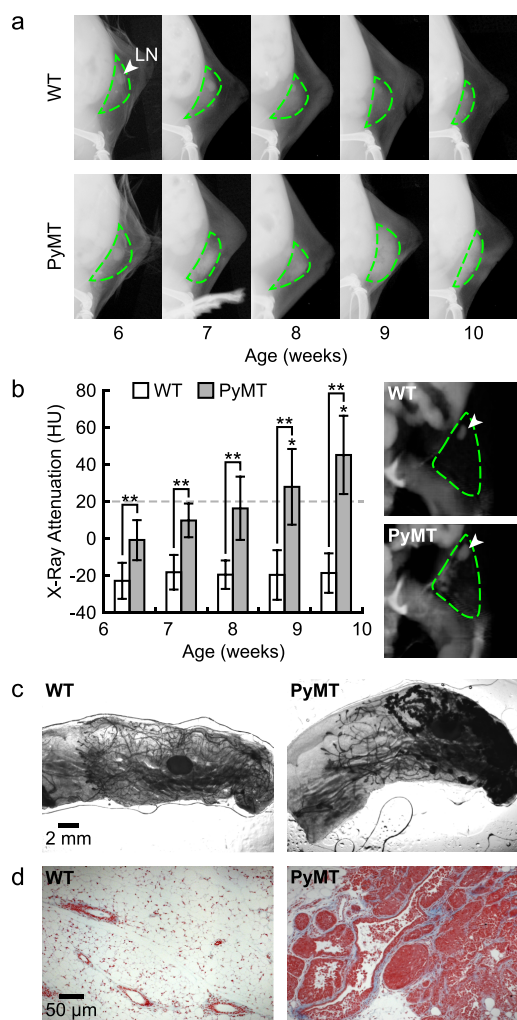 a
LN
WT
PyMT
6 7 8 9 10
Age (weeks)
b
WT PyMT
X-Ray Attenuation (HU)
80
60
40
20
0
-20
-40
** ** ** ** * ** *
6 7 8 9 10
Age (weeks)
WT
PyMT
c
WT PyMT
2 mm
d
WT PyMT
50 µm